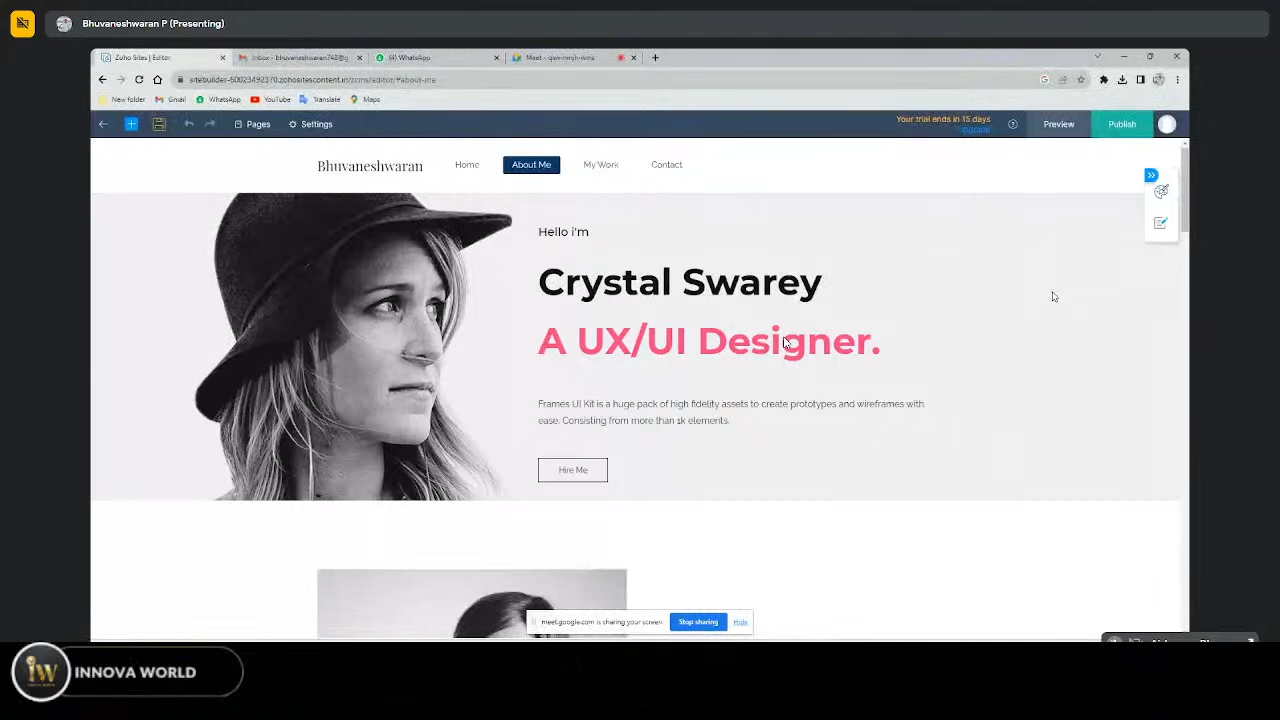 Bhuvaneshwaran P (Presenting)
Zoho Sites | Editor
(4) WhatsApp
New folder
Gmail
WhatsApp
YouTube
Translate
Maps
Pages
Settings
Your trial ends in 15 days
Upgrade
Preview
Publish
Bhuvaneshwaran
Home
About Me
My Work
Contact
Hello i'm
Crystal Swarey
A UX/UI Designer.
Frames UI Kit is a huge pack of high fidelity assets to create prototypes and wireframes with
ease. Consisting from more than 1k elements.
Hire Me
meet.google.com is sharing your screen
Stop sharing
Hide
iw
INNOVA WORLD